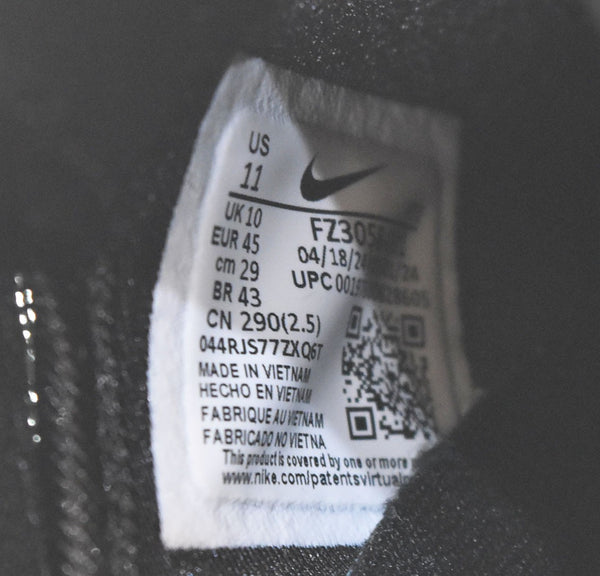 US
11
UK 10
EUR 45
cm 29
BR 43
CN 290(2.5)
044RJS77ZXQ6T
MADE IN VIETNAM
HECHO EN VIETNAM
FABRIQUE AU VIETNAM
FABRICADO NO VIETNA
This product is covered by one or more
www.nike.com/patents
UPC